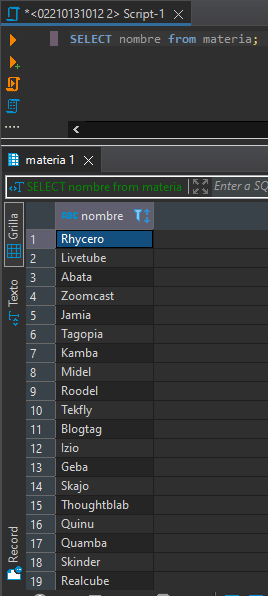 *<02210131012 2> Script-1
SELECT nombre from materia;
materia 1
SELECT nombre from materia
Enter a SQ
Grilla
Texto
Record
nombre
1 Rhycero
2 Livetube
3 Abata
4 Zoomcast
5 Jamia
6 Tagopia
7 Kamba
8 Midel
9 Roodel
10 Tekfly
11 Blogtag
12 Izio
13 Geba
14 Skajo
15 Thoughtblab
16 Quinu
17 Quamba
18 Skinder
19 Realcube